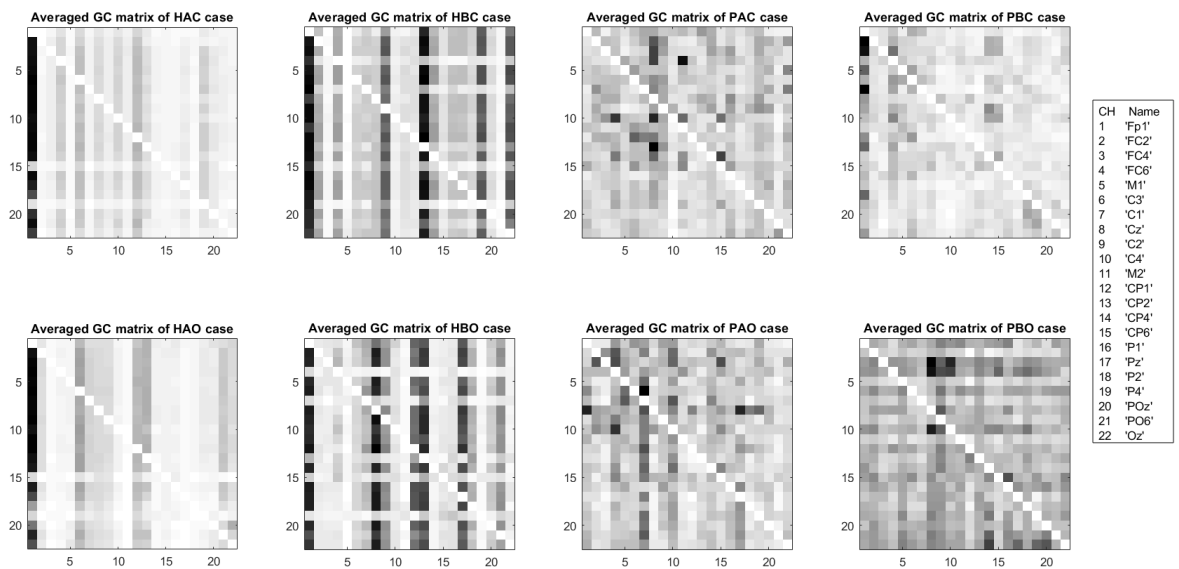 Averaged GC matrix of HAC case
Averaged GC matrix of HBC case
Averaged GC matrix of PAC case
Averaged GC matrix of PBC case
5
10
15
20
5 10 15 20
5
10
15
20
5 10 15 20
5
10
15
20
5 10 15 20
5
10
15
20
5 10 15 20
CH Name
1 'Fp1'
2 'FC2'
3 'FC4'
4 'FC6'
5 'M1'
6 'C3'
7 'C1'
8 'Cz'
9 'C2'
10 'C4'
11 'M2'
12 'CP1'
13 'CP2'
14 'CP4'
15 'CP6'
16 'P1'
17 'Pz'
18 'P2'
19 'P4'
20 'POz'
21 'PO6'
22 'Oz'
Averaged GC matrix of HAO case
Averaged GC matrix of HBO case
Averaged GC matrix of PAO case
Averaged GC matrix of PBO case
5
10
15
20
5 10 15 20
5
10
15
20
5 10 15 20
5
10
15
20
5 10 15 20
5
10
15
20
5 10 15 20